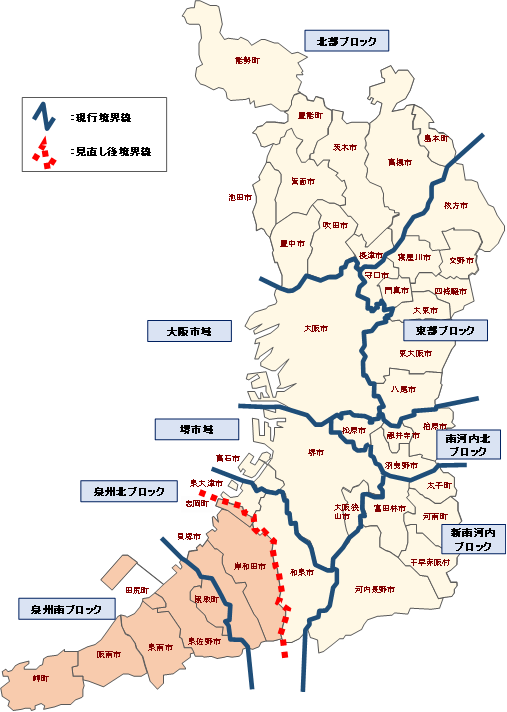 北部ブロック
能勢町
：現行境界線
：見直し後境界線
豊能町
茨木市
島本町
高槻市
箕面市
池田市
枚方市
吹田市
豊中市
摂津市
寝屋川市
交野市
守口市
門真市
四條畷市
大東市
大阪市域
大阪市
東部ブロック
東大阪市
八尾市
堺市域
松原市
藤井寺市
柏原市
南河内北
ブロック
高石市
堺市
羽曳野市
泉州北ブロック
泉大津市
忠岡町
大阪狭
山市
富田林市
太子町
河南町
貝塚市
新南河内
ブロック
千早赤阪村
岸和田市
和泉市
田尻町
熊取町
河内長野市
泉州南ブロック
泉佐野市
泉南市
阪南市
岬町